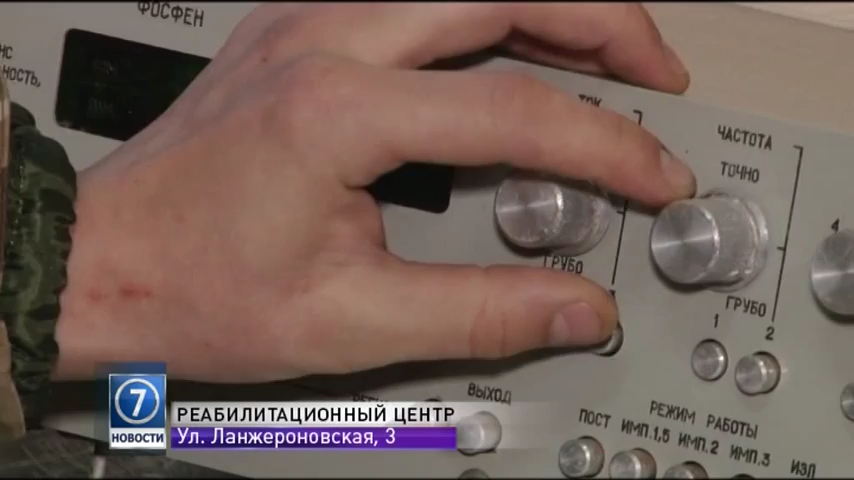 ФОСФЕН
ТОК
ЧАСТОТА
ТОЧНО
ГРУБО
ГРУБО
4
1
2
ВЫХОД
РЕЖИМ РАБОТЫ
ПОСТ ИМП.1,5 ИМП.2 ИМП.3 ИЗЛ
7
НОВОСТИ
РЕАБИЛИТАЦИОННЫЙ ЦЕНТР
Ул. Ланжероновская, 3